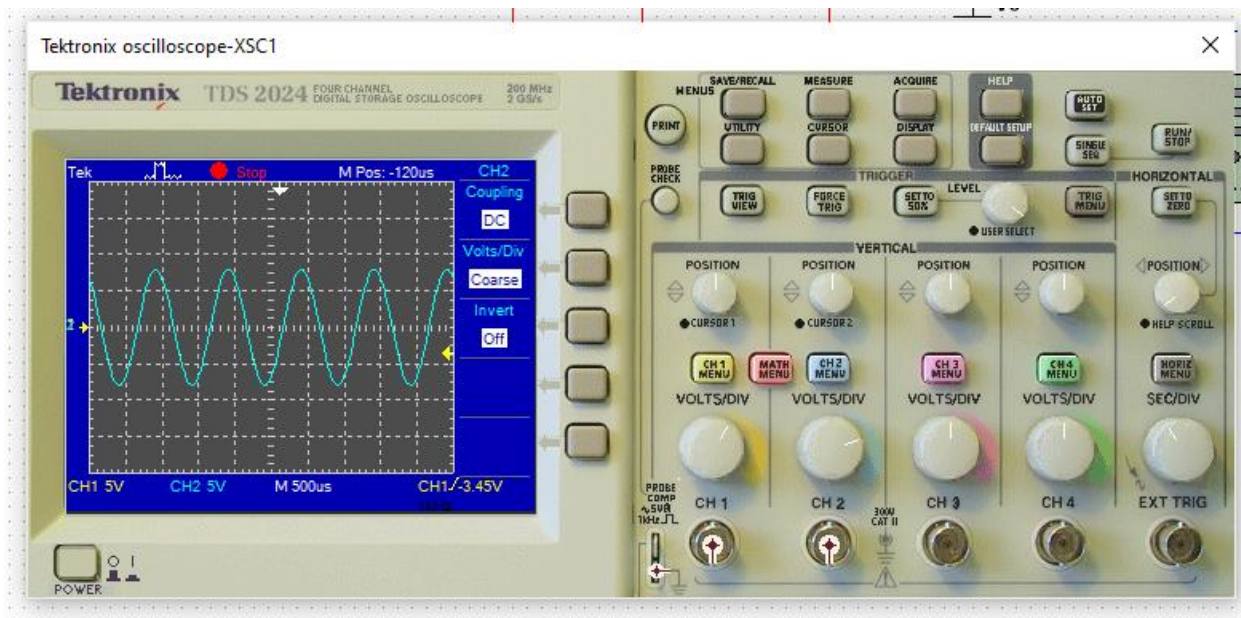 Tektronix oscilloscope-XSC1
Tektronix TDS 2024 FOUR CHANNEL DIGITAL STORAGE OSCILLOSCOPE 200 MHz 2 GS/s
Tek Stop M Pos: -120us CH2
Coupling
DC
Volts/Div
Coarse
Invert
Off
2
CH1 5V CH2 5V M 500us CH1 -3.45V
POWER
MENUS
SAVE/RECALL MEASURE ACQUIRE HELP
PRINT
UTILITY CURSOR DISPLAY DEFAULT SETUP
AUTO SET
SINGLE SEQ
RUN/STOP
PROBE CHECK
TRIGGER
TRIG VIEW
FORCE TRIG
SET TO 50%
LEVEL
USER SELECT
TRIG MENU
HORIZONTAL
SET TO ZERO
VERTICAL
POSITION POSITION POSITION POSITION POSITION
CURSOR 1 CURSOR 2 HELP SCROLL
CH 1 MENU
MATH MENU
CH 2 MENU
CH 3 MENU
CH 4 MENU
HORIZ MENU
VOLTS/DIV VOLTS/DIV VOLTS/DIV VOLTS/DIV SEC/DIV
PROBE COMP
~5V@
1kHz
CH 1 CH 2 CH 3 CH 4 EXT TRIG
300V
CAT II